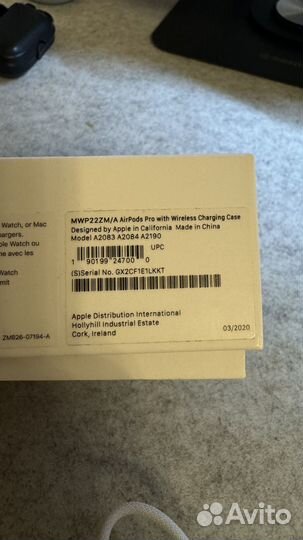 MWP22ZM/A AirPods Pro with Wireless Charging Case
Designed by Apple in California Made in China
Model A2083 A2084 A2190
UPC
1 90199 24700 0
(S)Serial No. GX2CF1E1LKKT
Apple Distribution International
Hollyhill Industrial Estate
Cork, Ireland
03/2020
Watch, or Mac
hargers.
ple Watch ou
ne avec les
Watch
rmit
ZM826-07194-A
Avito